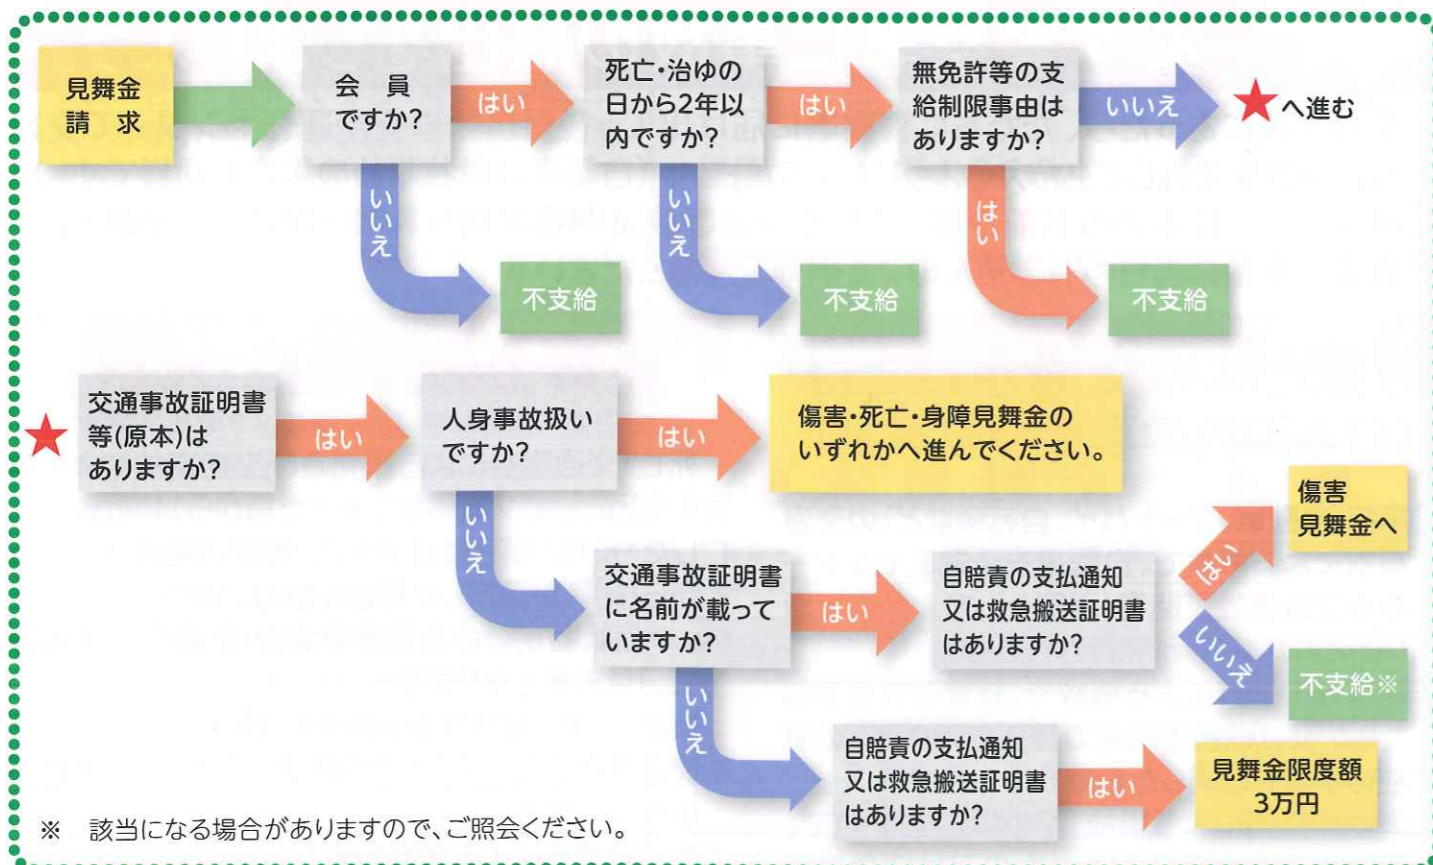 見舞金
請　求
会　員
ですか?
はい
死亡・治ゆの
日から2年以
内ですか?
はい
無免許等の支
給制限事由は
ありますか?
いいえ
★へ進む
いいえ
不支給
いいえ
不支給
はい
不支給
★
交通事故証明書
等(原本)は
ありますか?
はい
人身事故扱い
ですか?
はい
傷害・死亡・身障見舞金の
いずれかへ進んでください。
いいえ
交通事故証明書
に名前が載って
いますか?
はい
自賠責の支払通知
又は救急搬送証明書
はありますか?
はい
傷害
見舞金へ
いいえ
不支給※
いいえ
自賠責の支払通知
又は救急搬送証明書
はありますか?
はい
見舞金限度額
3万円
※　該当になる場合がありますので、ご照会ください。